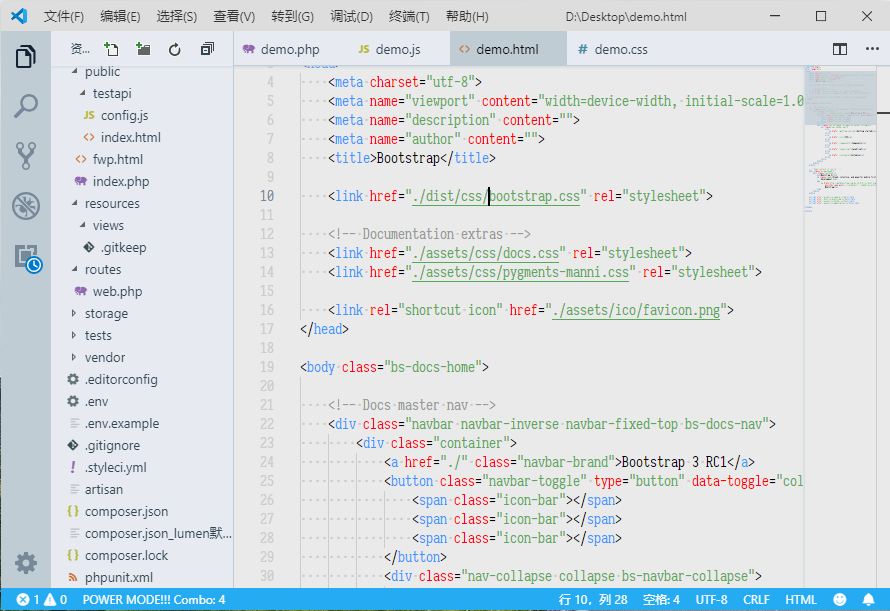 文件(F) 编辑(E) 选择(S) 查看(V) 转到(G) 调试(D) 终端(T) 帮助(H) D:\Desktop\demo.html
资...
demo.php JS demo.js <> demo.html # demo.css
public
testapi
JS config.js
<> index.html
<> fwp.html
index.php
resources
views
.gitkeep
routes
web.php
storage
tests
vendor
.editorconfig
.env
.env.example
.gitignore
! .styleci.yml
artisan
{} composer.json
composer.json_lumen默...
{} composer.lock
phpunit.xml
4 <meta charset="utf-8">
5 <meta name="viewport" content="width=device-width, initial-scale=1.0
6 <meta name="description" content="">
7 <meta name="author" content="">
8 <title>Bootstrap</title>
9
10 <link href="./dist/css/bootstrap.css" rel="stylesheet">
11
12 <!-- Documentation extras -->
13 <link href="./assets/css/docs.css" rel="stylesheet">
14 <link href="./assets/css/pygments-manni.css" rel="stylesheet">
15
16 <link rel="shortcut icon" href="./assets/ico/favicon.png">
17 </head>
18
19 <body class="bs-docs-home">
20
21 <!-- Docs master nav -->
22 <div class="navbar navbar-inverse navbar-fixed-top bs-docs-nav">
23 <div class="container">
24 <a href="./" class="navbar-brand">Bootstrap 3 RC1</a>
25 <button class="navbar-toggle" type="button" data-toggle="col
26 <span class="icon-bar"></span>
27 <span class="icon-bar"></span>
28 <span class="icon-bar"></span>
29 </button>
30 <div class="nav-collapse collapse bs-navbar-collapse">
1 0 POWER MODE!!! Combo: 4 行 10，列 28 空格: 4 UTF-8 CRLF HTML